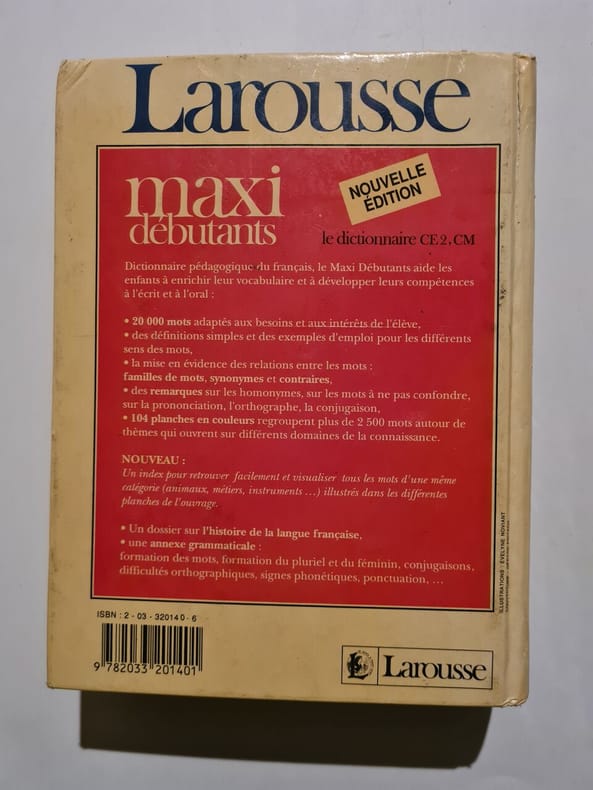 Larousse
maxi
débutants
NOUVELLE
ÉDITION
le dictionnaire CE 2, CM
Dictionnaire pédagogique du français, le Maxi Débutants aide les
enfants à enrichir leur vocabulaire et à développer leurs compétences
à l'écrit et à l'oral :
• 20 000 mots adaptés aux besoins et aux intérêts de l'élève,
• des définitions simples et des exemples d'emploi pour les différents
sens des mots,
• la mise en évidence des relations entre les mots :
familles de mots, synonymes et contraires,
• des remarques sur les homonymes, sur les mots à ne pas confondre,
sur la prononciation, l'orthographe, la conjugaison,
• 104 planches en couleurs regroupent plus de 2 500 mots autour de
thèmes qui ouvrent sur différents domaines de la connaissance.
NOUVEAU :
Un index pour retrouver facilement et visualiser tous les mots d'une même
catégorie (animaux, métiers, instruments ...) illustrés dans les différentes
planches de l'ouvrage.
• Un dossier sur l'histoire de la langue française,
• une annexe grammaticale :
formation des mots, formation du pluriel et du féminin, conjugaisons,
difficultés orthographiques, signes phonétiques, ponctuation, ...
ILLUSTRATIONS : EVELYNE NOVIANT
ISBN : 2 - 03 - 320140 - 6
9 782033 201401
Larousse